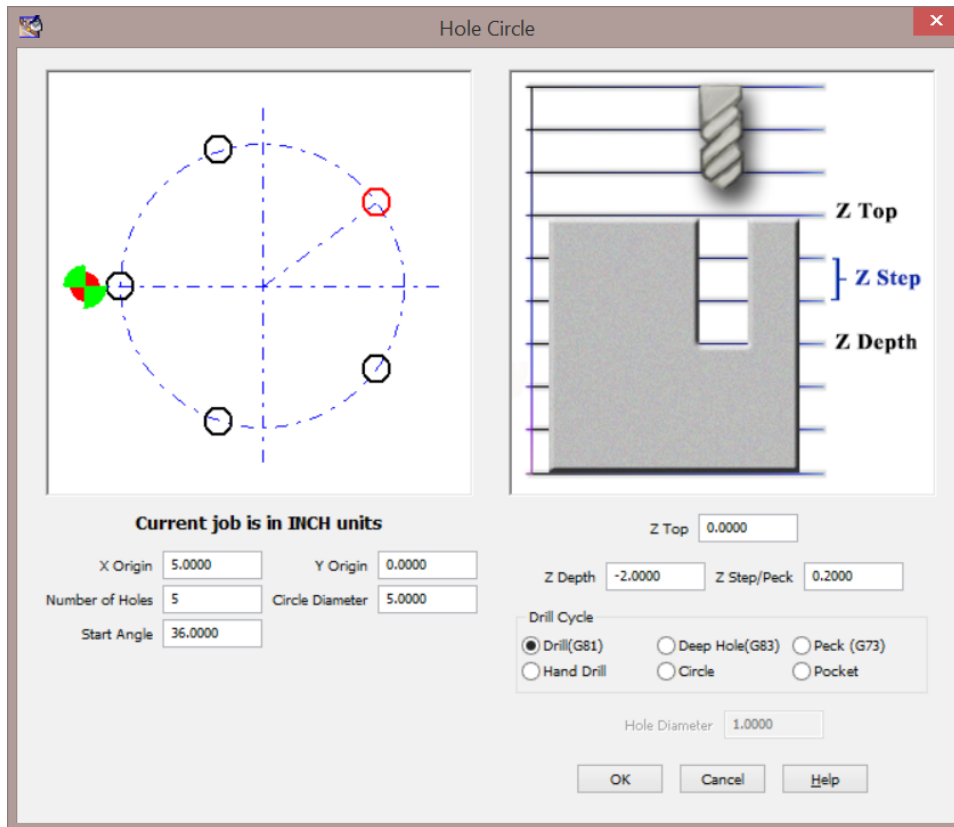 Hole Circle
Z Top
Z Step
Z Depth
Current job is in INCH units
X Origin 5.0000 Y Origin 0.0000
Number of Holes 5 Circle Diameter 5.0000
Start Angle 36.0000
Z Top 0.0000
Z Depth -2.0000 Z Step/Peck 0.2000
Drill Cycle
Drill(G81) Deep Hole(G83) Peck (G73)
Hand Drill Circle Pocket
Hole Diameter 1.0000
OK Cancel Help